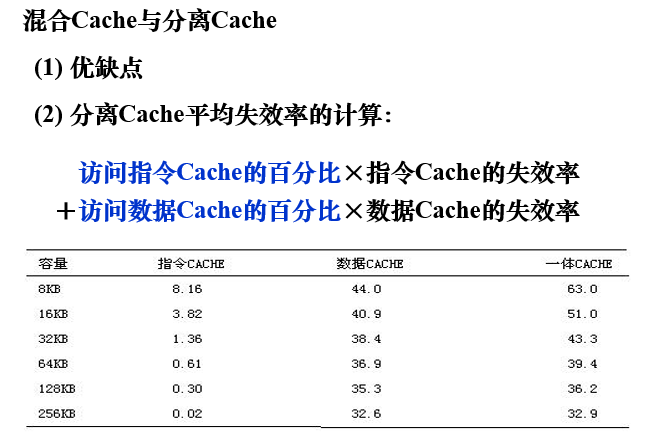 混合Cache与分离Cache
(1) 优缺点
(2) 分离Cache平均失效率的计算:
访问指令Cache的百分比×指令Cache的失效率
＋访问数据Cache的百分比×数据Cache的失效率
容量 指令CACHE 数据CACHE 一体CACHE
8KB 8.16 44.0 63.0
16KB 3.82 40.9 51.0
32KB 1.36 38.4 43.3
64KB 0.61 36.9 39.4
128KB 0.30 35.3 36.2
256KB 0.02 32.6 32.9